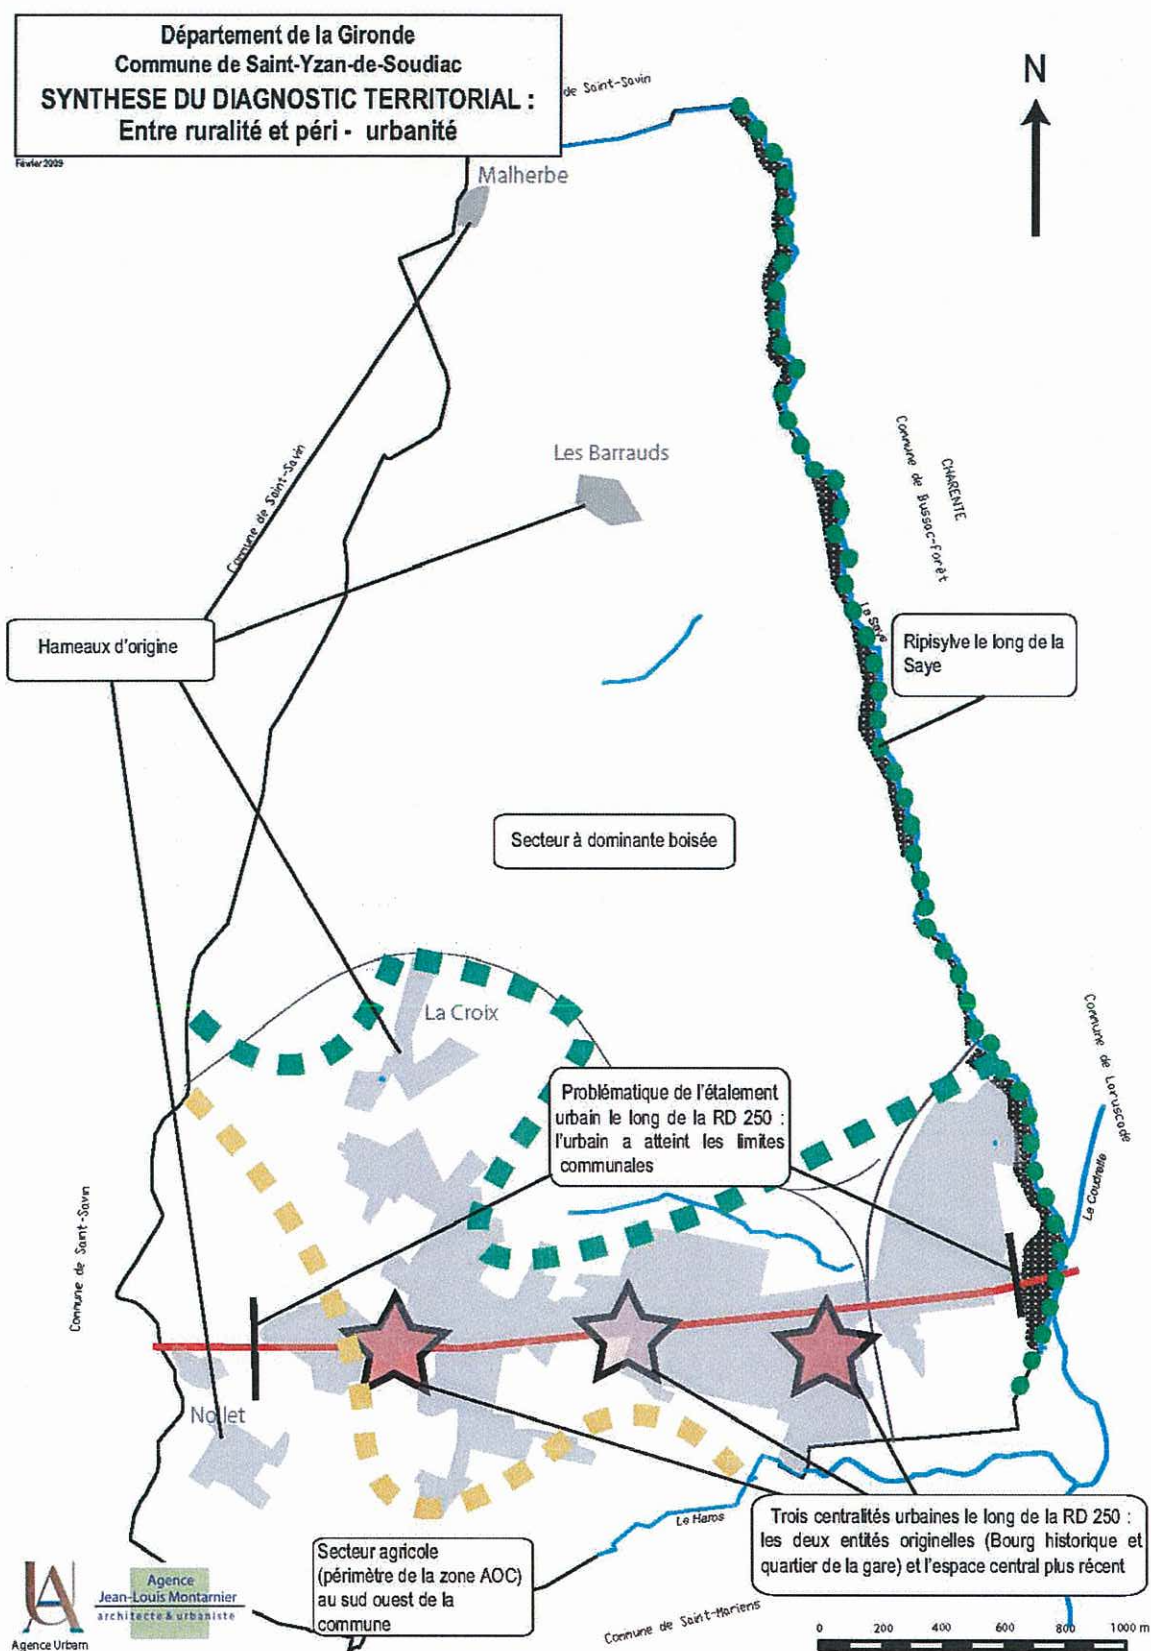 Département de la Gironde
Commune de Saint-Yzan-de-Soudiac
SYNTHESE DU DIAGNOSTIC TERRITORIAL :
Entre ruralité et péri - urbanité
Février 2009
de Saint-Savin
N
Malherbe
Les Barrauds
Commune de Saint-Savin
CHARENTE
Commune de Bussac-Forêt
La Saye
Hameaux d'origine
Ripisylve le long de la
Saye
Secteur à dominante boisée
La Croix
Commune de Laruscade
Problématique de l'étalement
urbain le long de la RD 250 :
l'urbain a atteint les limites
communales
Le Coudrelle
Commune de Saint-Savin
Nollet
Trois centralités urbaines le long de la RD 250 :
les deux entités originelles (Bourg historique et
quartier de la gare) et l'espace central plus récent
Secteur agricole
(périmètre de la zone AOC)
au sud ouest de la
commune
Commune de Saint-Mariens
UA
Agence Urbam
Agence
Jean-Louis Montarnier
architecte & urbaniste
0 200 400 600 800 1000 m